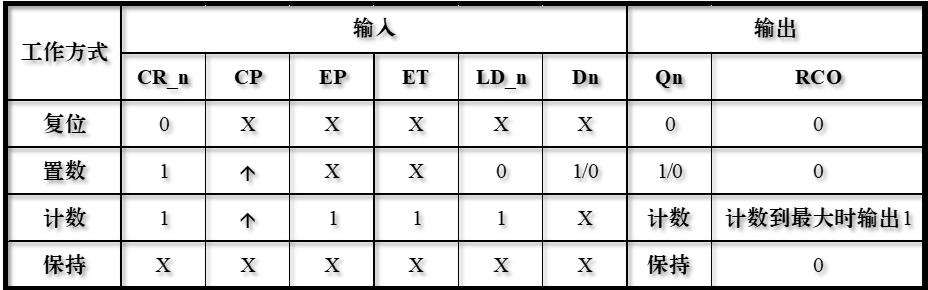 工作方式 输入 输出
CR_n CP EP ET LD_n Dn Qn RCO
复位 0 X X X X X 0 0
置数 1 ↑ X X 0 1/0 1/0 0
计数 1 ↑ 1 1 1 X 计数 计数到最大时输出1
保持 X X X X X X 保持 0